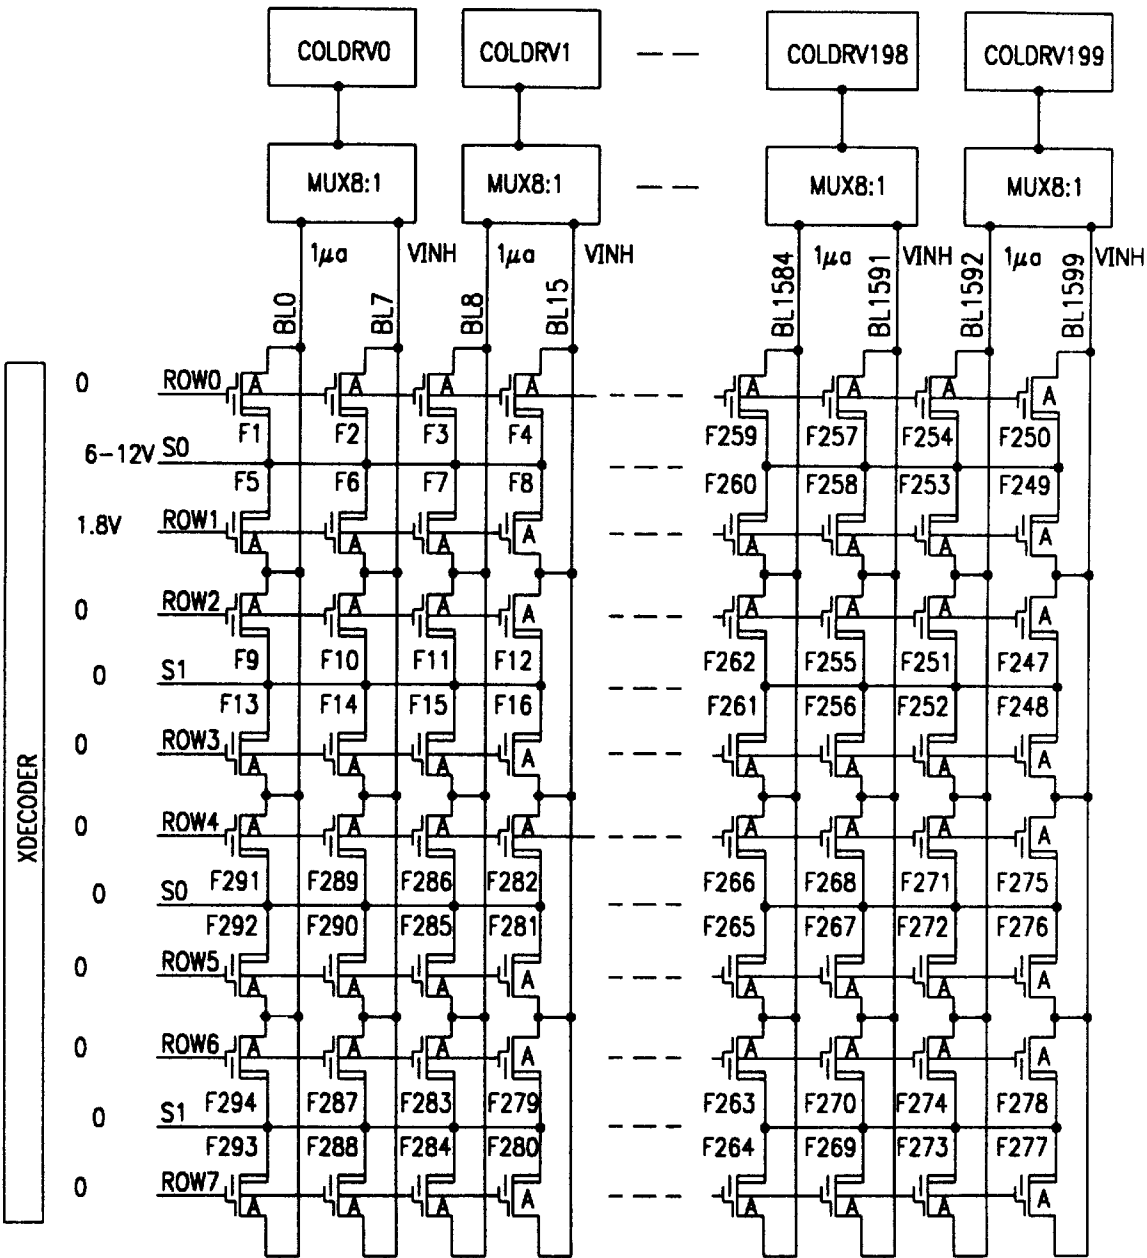 COLDRV0 COLDRV1 COLDRV198 COLDRV199
MUX8:1 MUX8:1 MUX8:1 MUX8:1
1μa VINH 1μa VINH 1μa VINH 1μa VINH
BL0 BL7 BL8 BL15 BL1584 BL1591 BL1592 BL1599
XDECODER
0 ROW0 A A A A A A A A
F1 F2 F3 F4 F259 F257 F254 F250
6-12V S0
F5 F6 F7 F8 F260 F258 F253 F249
1.8V ROW1 A A A A A A A A
0 ROW2 A A A A A A A A
F9 F10 F11 F12 F262 F255 F251 F247
0 S1
F13 F14 F15 F16 F261 F256 F252 F248
0 ROW3 A A A A A A A A
0 ROW4 A A A A A A A A
F291 F289 F286 F282 F266 F268 F271 F275
0 S0
F292 F290 F285 F281 F265 F267 F272 F276
0 ROW5 A A A A A A A A
0 ROW6 A A A A A A A A
F294 F287 F283 F279 F263 F270 F274 F278
0 S1
F293 F288 F284 F280 F264 F269 F273 F277
0 ROW7 A A A A A A A A